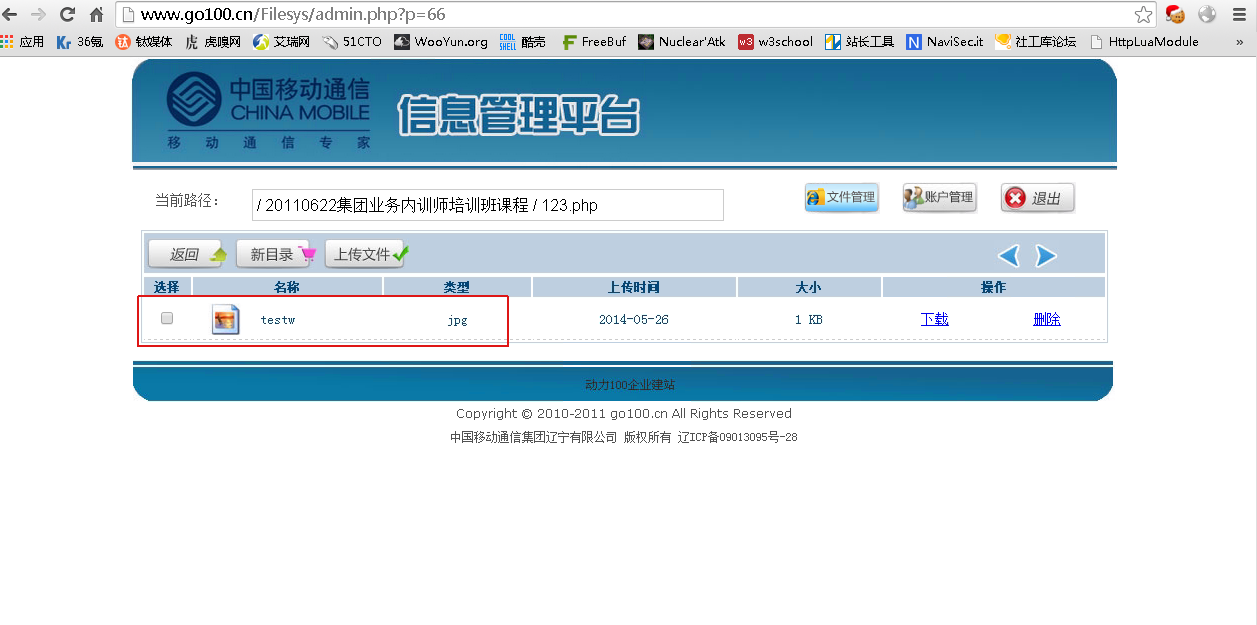 www.go100.cn/Filesys/admin.php?p=66
应用 Kr 36氪 钛媒体 虎嗅网 艾瑞网 51CTO WooYun.org COOL SHELL 酷壳 FreeBuf Nuclear'Atk w3 w3school 站长工具 N NaviSec.it 社工库论坛 HttpLuaModule »
中国移动通信
CHINA MOBILE
移动通信专家
信息管理平台
当前路径: / 20110622集团业务内训师培训班课程 / 123.php 文件管理 账户管理 退出
返回 新目录 上传文件
选择 名称 类型 上传时间 大小 操作
testw jpg 2014-05-26 1 KB 下载 删除
动力100企业建站
Copyright © 2010-2011 go100.cn All Rights Reserved
中国移动通信集团辽宁有限公司 版权所有 辽ICP备09013095号-28